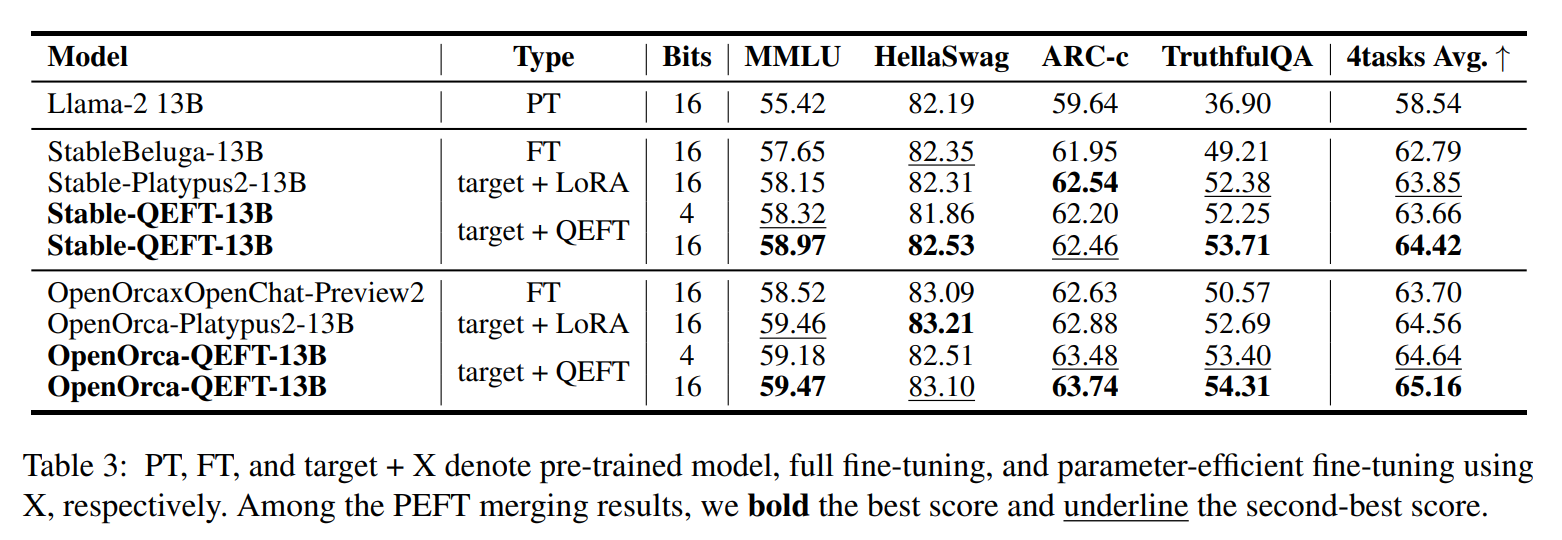 Model Type Bits MMLU HellaSwag ARC-c TruthfulQA 4tasks Avg. ↑
Llama-2 13B PT 16 55.42 82.19 59.64 36.90 58.54
StableBeluga-13B FT 16 57.65 82.35 61.95 49.21 62.79
Stable-Platypus2-13B target + LoRA 16 58.15 82.31 62.54 52.38 63.85
Stable-QEFT-13B target + QEFT 4 58.32 81.86 62.20 52.25 63.66
Stable-QEFT-13B 16 58.97 82.53 62.46 53.71 64.42
OpenOrcaxOpenChat-Preview2 FT 16 58.52 83.09 62.63 50.57 63.70
OpenOrca-Platypus2-13B target + LoRA 16 59.46 83.21 62.88 52.69 64.56
OpenOrca-QEFT-13B target + QEFT 4 59.18 82.51 63.48 53.40 64.64
OpenOrca-QEFT-13B 16 59.47 83.10 63.74 54.31 65.16
Table 3: PT, FT, and target + X denote pre-trained model, full fine-tuning, and parameter-efficient fine-tuning using
X, respectively. Among the PEFT merging results, we bold the best score and underline the second-best score.